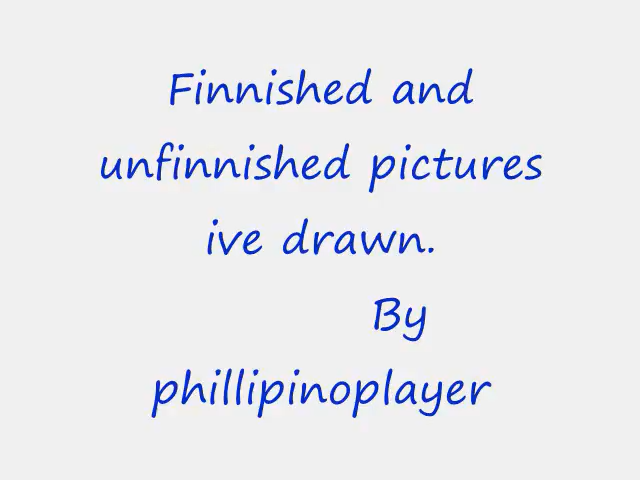 Finnished and
unfinnished pictures
ive drawn.
By
phillipinoplayer